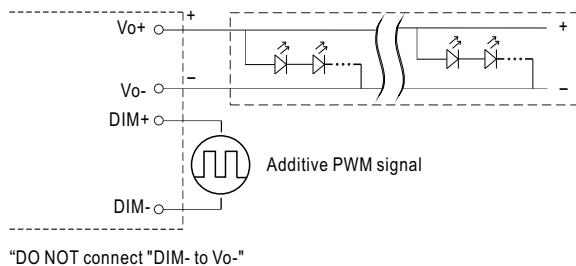 Vo+
+
+
−
Vo-
−
DIM+
Additive PWM signal
DIM-
“DO NOT connect "DIM- to Vo-"